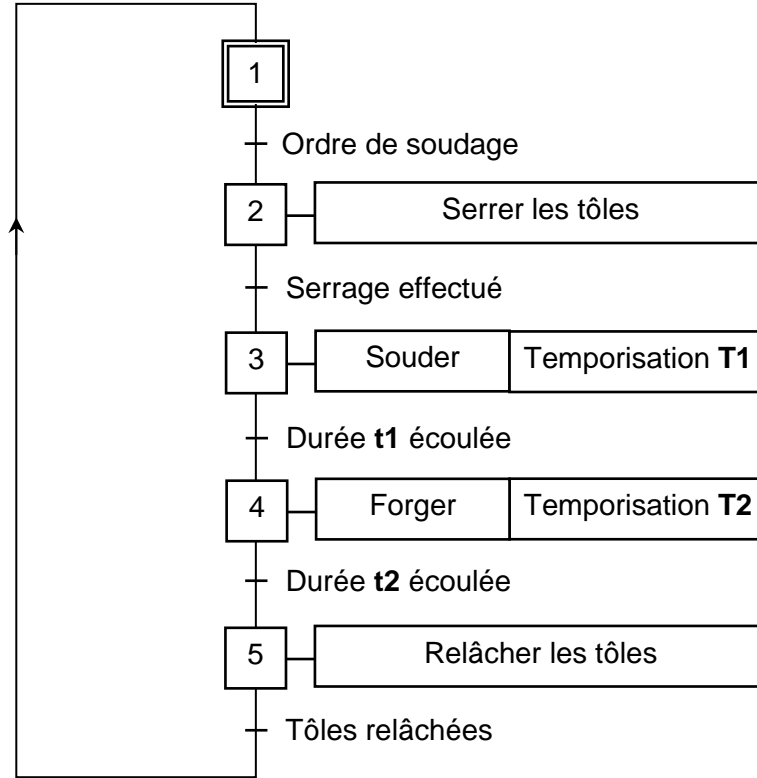 1
Ordre de soudage
2 Serrer les tôles
Serrage effectué
3 Souder Temporisation T1
Durée t1 écoulée
4 Forger Temporisation T2
Durée t2 écoulée
5 Relâcher les tôles
Tôles relâchées